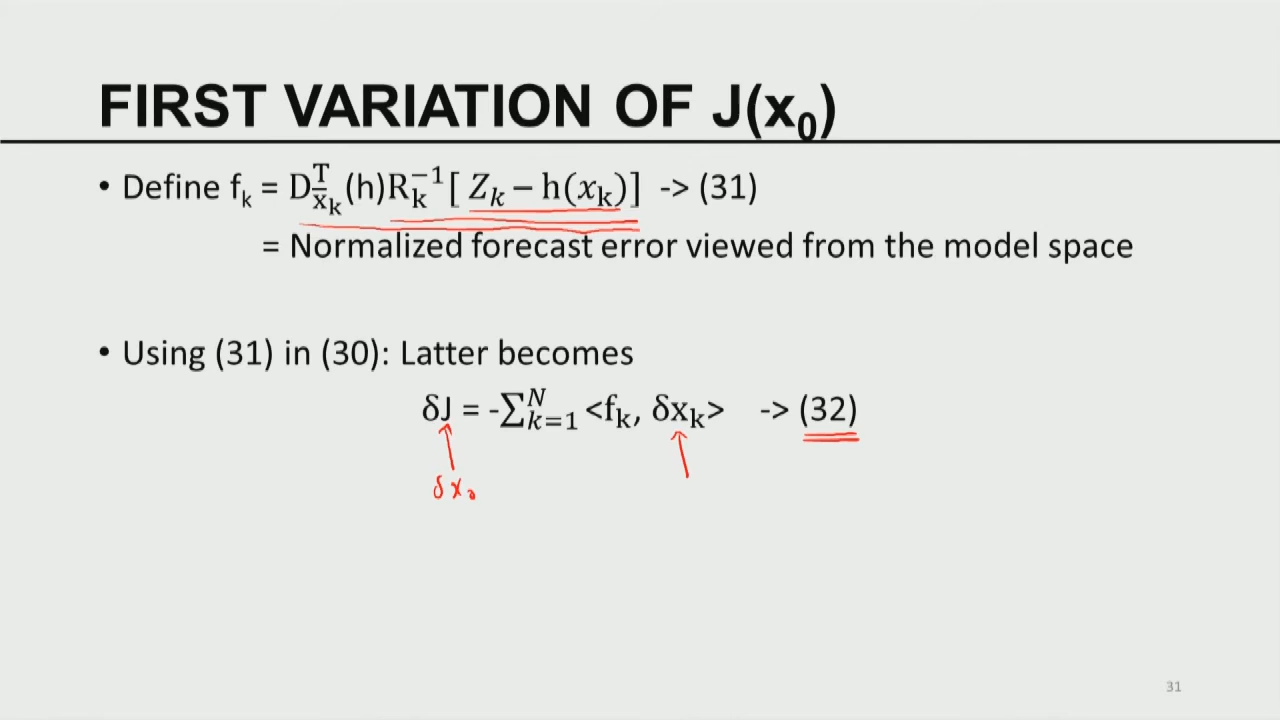 FIRST VARIATION OF J(x₀)
• Define fₖ = D^T_{x̄ₖ}(h)Rₖ⁻¹[ Zₖ − h(xₖ)] -> (31)
= Normalized forecast error viewed from the model space
• Using (31) in (30): Latter becomes
δJ = -∑ᴺₖ₌₁ <fₖ, δxₖ> -> (32)
δx₀
31